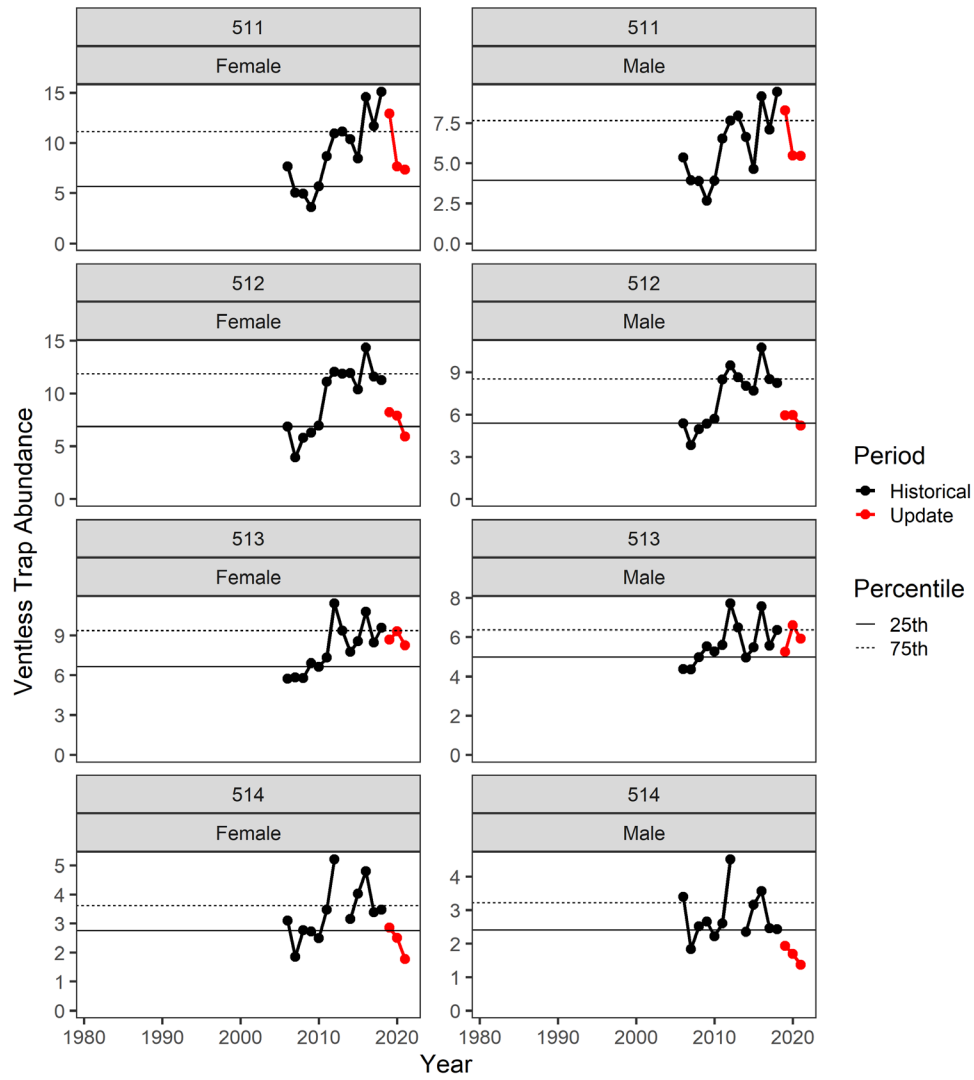 511
Female
15
10
5
0
511
Male
7.5
5.0
2.5
0.0
512
Female
15
10
5
0
512
Male
9
6
3
0
513
Female
9
6
3
0
513
Male
8
6
4
2
0
514
Female
5
4
3
2
1
0
514
Male
4
3
2
1
0
1980 1990 2000 2010 2020
1980 1990 2000 2010 2020
Year
Ventless Trap Abundance
Period
Historical
Update
Percentile
25th
75th